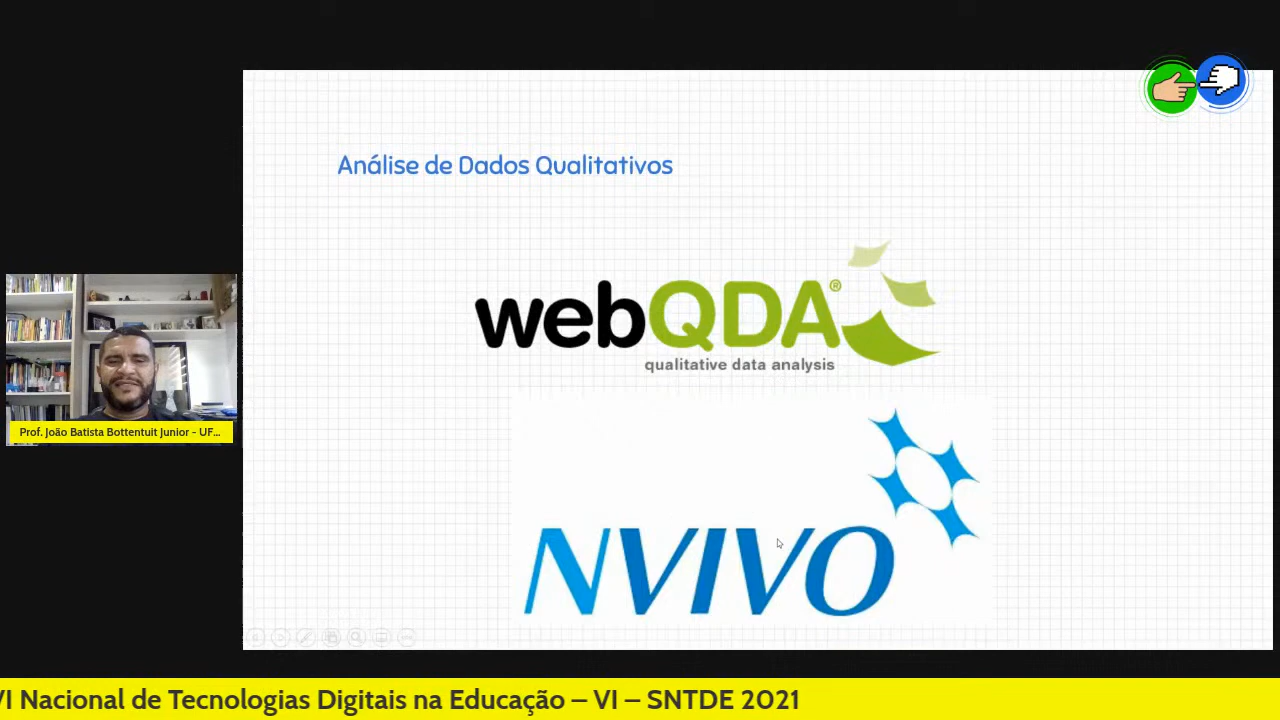 Análise de Dados Qualitativos
webQDA®
qualitative data analysis
NVIVO
Prof. João Batista Bottentuit Junior - UF...
VI Nacional de Tecnologias Digitais na Educação – VI – SNTDE 2021